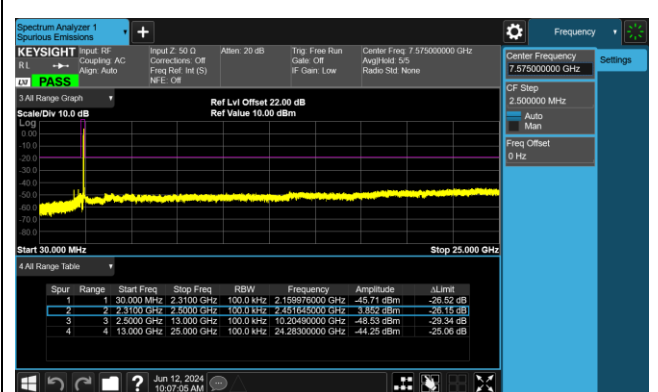 Spectrum Analyzer 1
Spurious Emissions
+
Frequency
KEYSIGHT Input: RF Input Z: 50 Ω Atten: 20 dB Trig: Free Run Center Freq: 7.575000000 GHz
RL Coupling: AC Corrections: Off Gate: Off Avg|Hold: 5/5
Align: Auto Freq Ref: Int (S) IF Gain: Low Radio Std: None
LXI PASS NFE: Off
Center Frequency
7.575000000 GHz
Settings
CF Step
2.500000 MHz
Auto
Man
Freq Offset
0 Hz
3 All Range Graph
Ref Lvl Offset 22.00 dB
Scale/Div 10.0 dB Ref Value 10.00 dBm
Log
0.00
-10.0
-20.0
-30.0
-40.0
-50.0
-60.0
-70.0
-80.0
Start 30.000 MHz Stop 25.000 GHz
4 All Range Table
Spur Range Start Freq Stop Freq RBW Frequency Amplitude ΔLimit
1 1 30.000 MHz 2.3100 GHz 100.0 kHz 2.159976000 GHz -45.71 dBm -26.52 dB
2 2 2.3100 GHz 2.5000 GHz 100.0 kHz 2.451645000 GHz 3.852 dBm -26.15 dB
3 3 2.5000 GHz 13.000 GHz 100.0 kHz 10.20490000 GHz -48.53 dBm -29.34 dB
4 4 13.000 GHz 25.000 GHz 100.0 kHz 24.28300000 GHz -44.25 dBm -25.06 dB
? Jun 12, 2024
10:07:05 AM